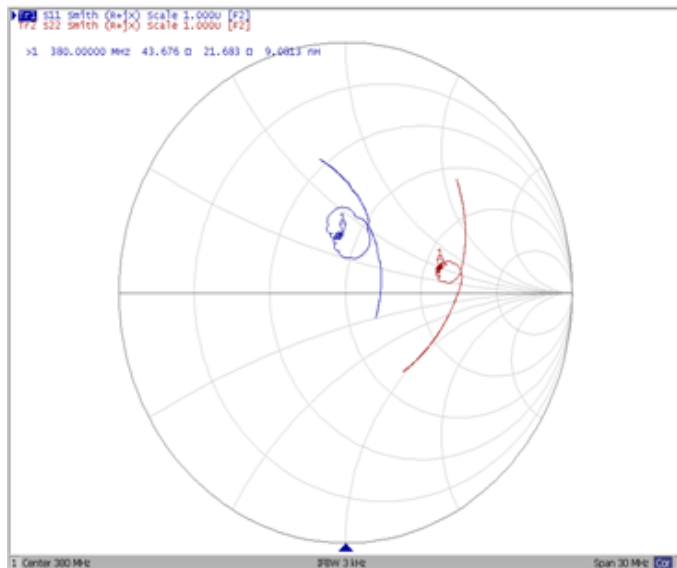 Tr1 S11 Smith (R+jX) Scale 1.000U [F2]
Tr2 S22 Smith (R+jX) Scale 1.000U [F2]
>1 380.00000 MHz 43.676 Ω 21.683 Ω 9.0813 nH
1
1
1 Center 380 MHz IFBW 3 kHz Span 30 MHz Cor